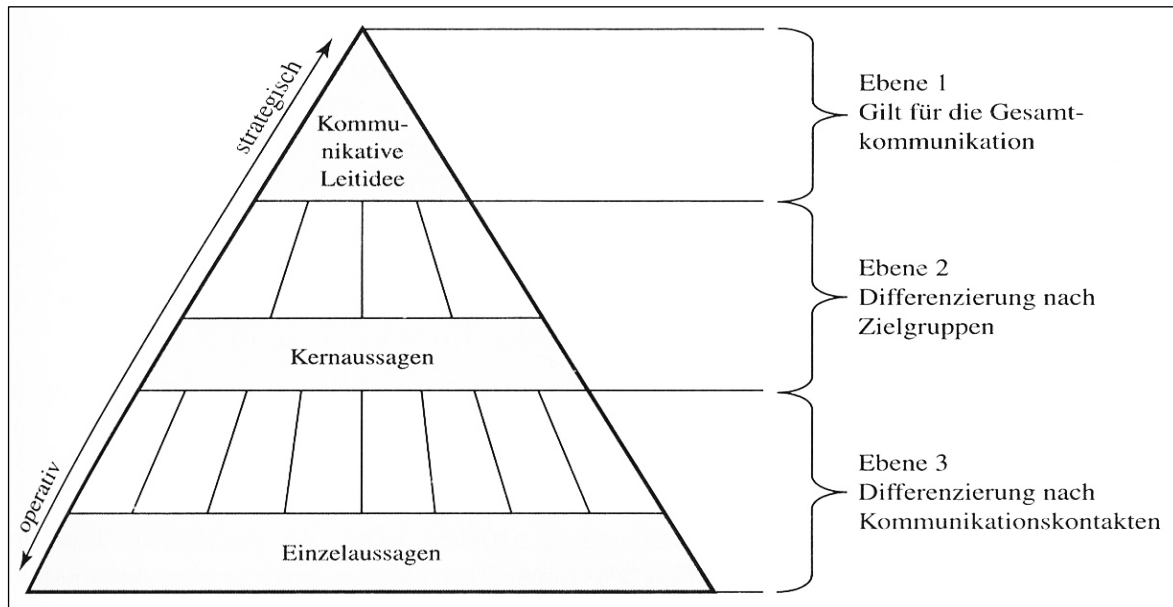 strategisch
operativ
Kommu-
nikative
Leitidee
Kernaussagen
Einzelaussagen
Ebene 1
Gilt für die Gesamt-
kommunikation
Ebene 2
Differenzierung nach
Zielgruppen
Ebene 3
Differenzierung nach
Kommunikationskontakten